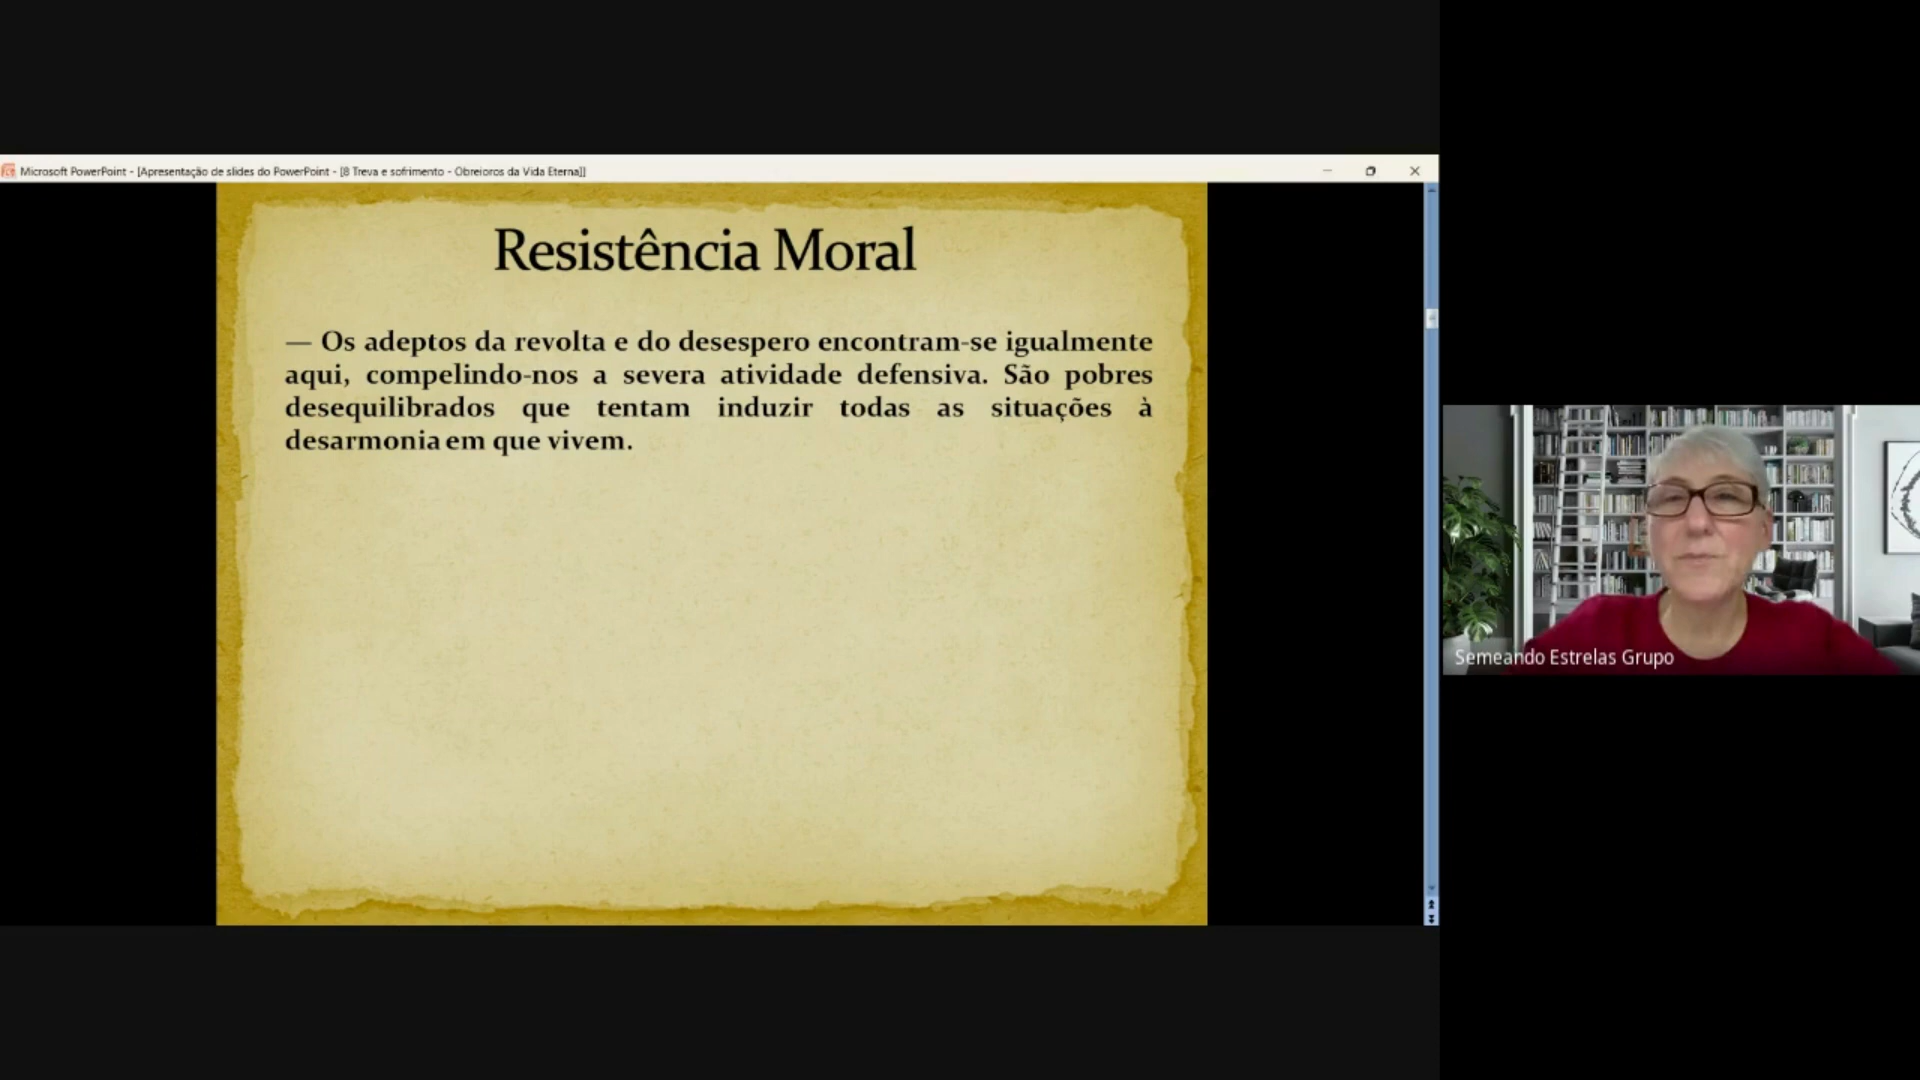 Microsoft PowerPoint - [Apresentação de slides do PowerPoint - [8 Treva e sofrimento - Obreioros da Vida Eterna]]
Resistência Moral
— Os adeptos da revolta e do desespero encontram-se igualmente
aqui, compelindo-nos a severa atividade defensiva. São pobres
desequilibrados que tentam induzir todas as situações à
desarmonia em que vivem.
Semeando Estrelas Grupo